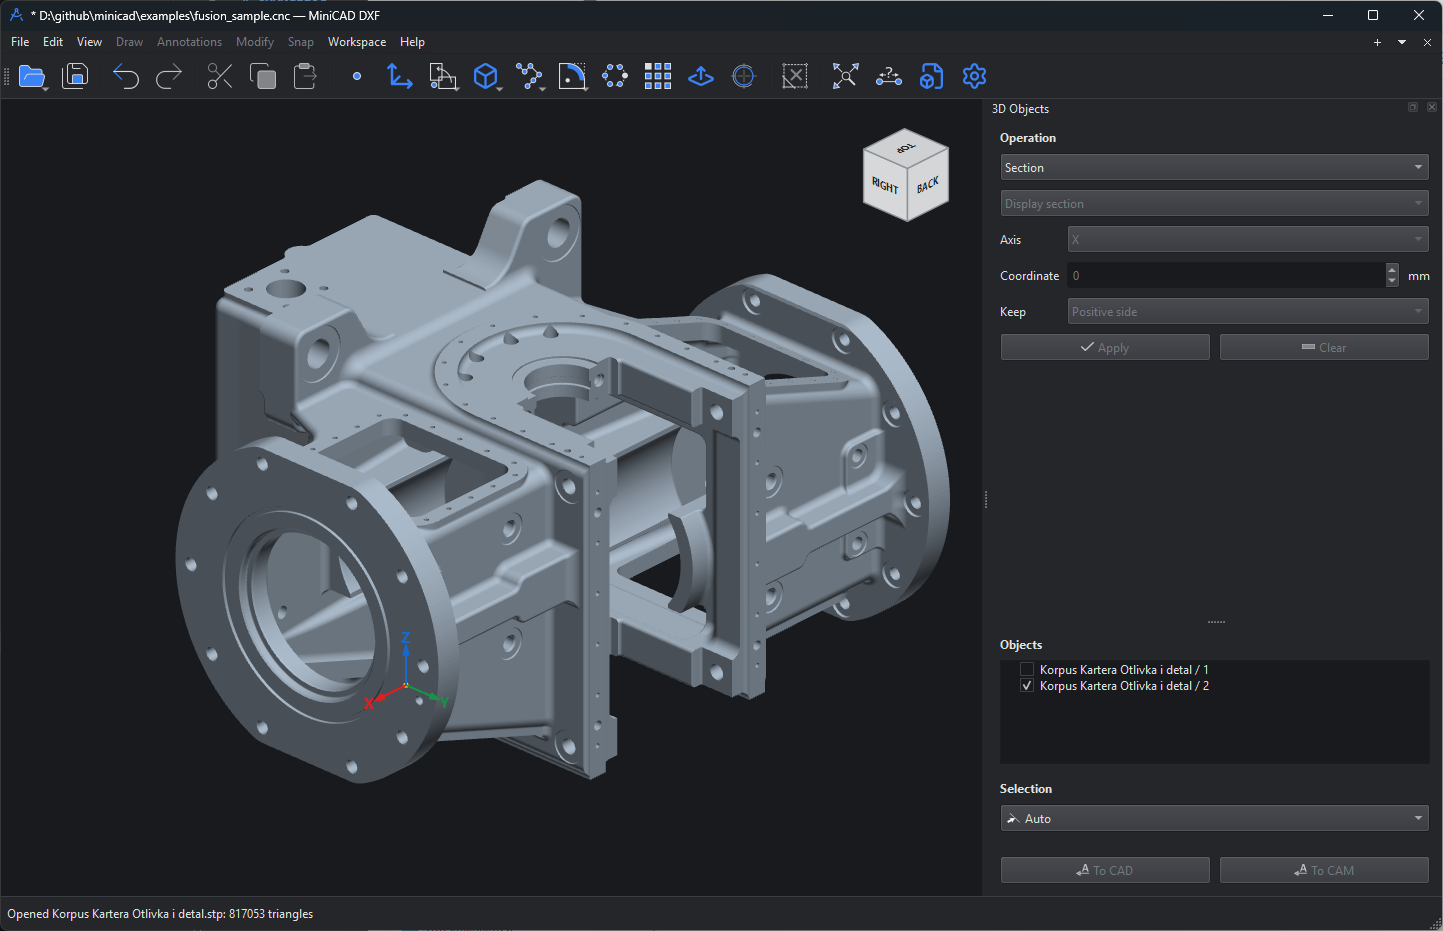 * D:\github\minicad\examples\fusion_sample.cnc — MiniCAD DXF
File Edit View Draw Annotations Modify Snap Workspace Help
3D Objects
Operation
Section
Display section
Axis X
Coordinate 0 mm
Keep Positive side
Apply Clear
TOP
RIGHT BACK
Z
X Y
Objects
Korpus Kartera Otlivka i detal / 1
Korpus Kartera Otlivka i detal / 2
Selection
Auto
A To CAD A To CAM
Opened Korpus Kartera Otlivka i detal.stp: 817053 triangles